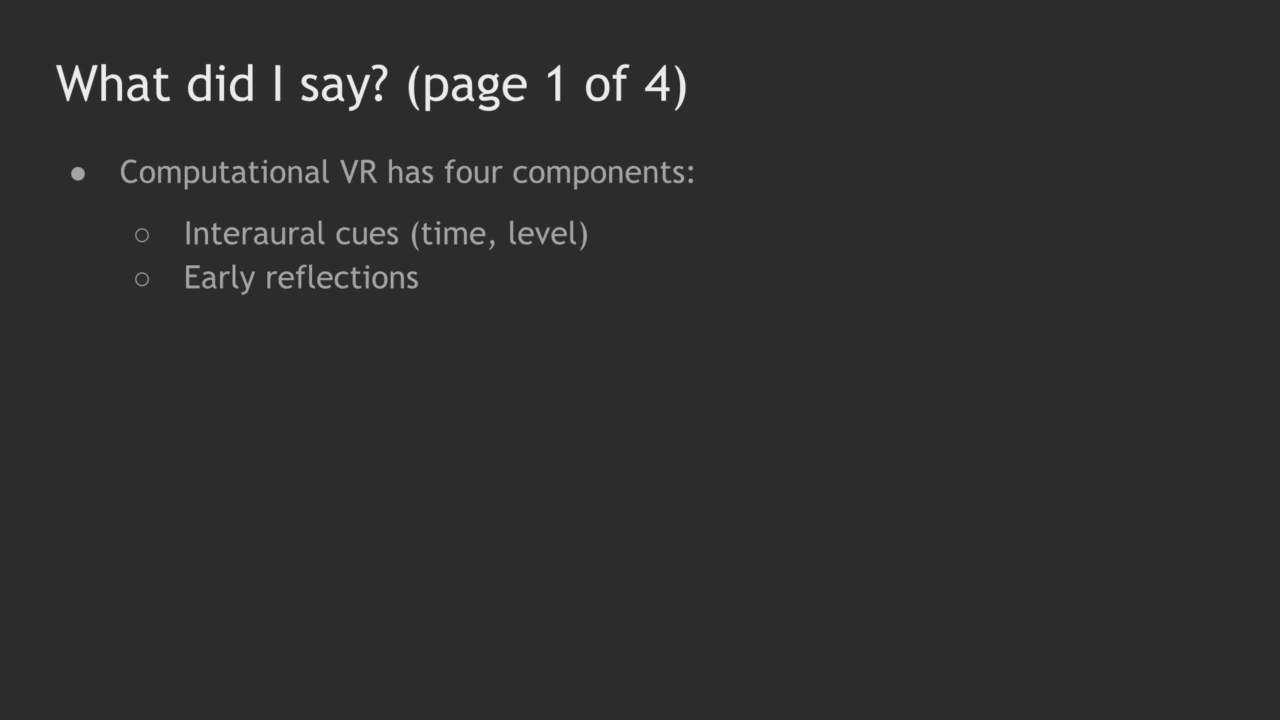 What did I say? (page 1 of 4)
● Computational VR has four components:
○ Interaural cues (time, level)
○ Early reflections